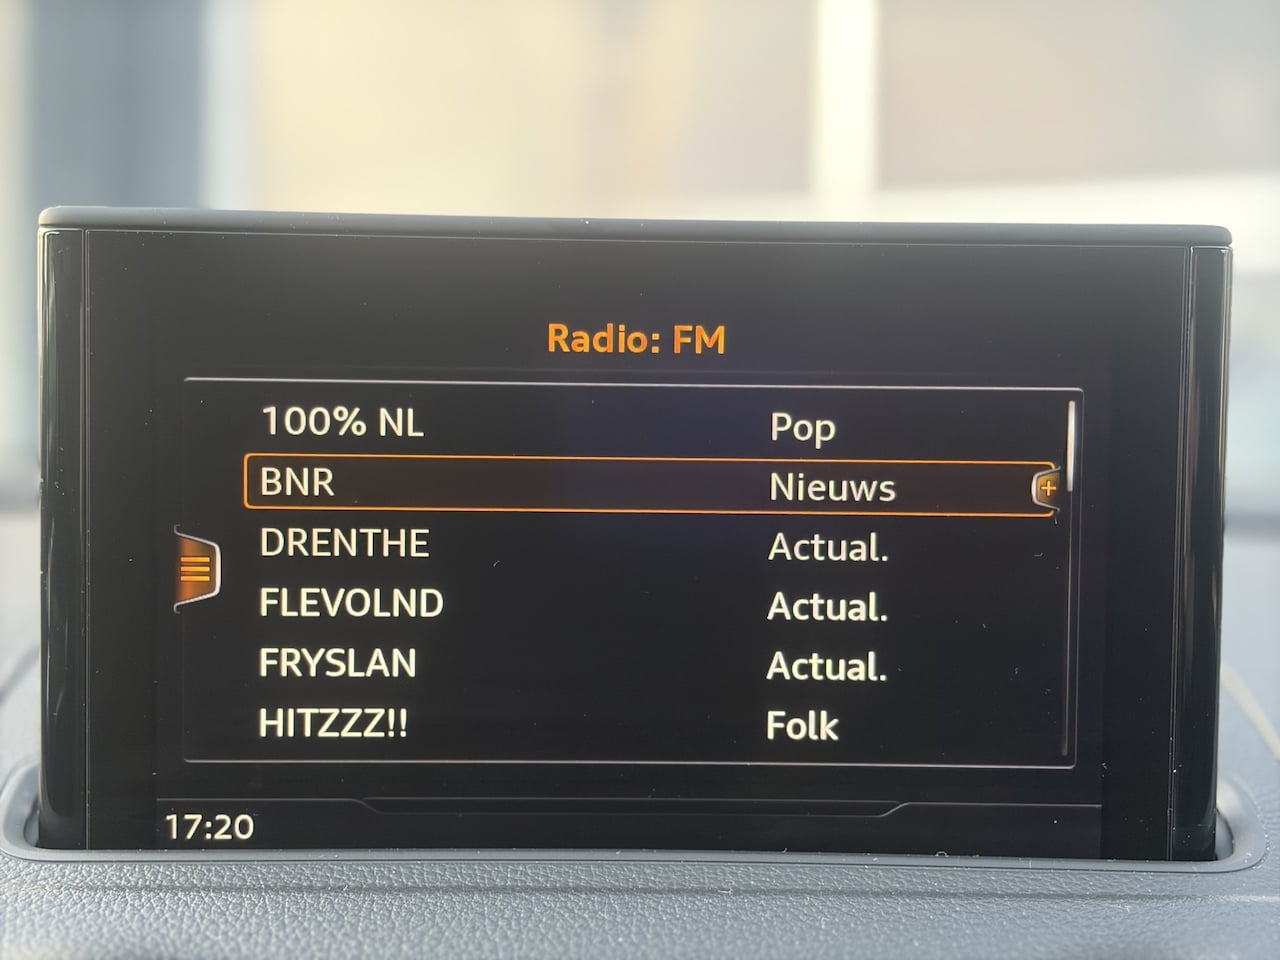 Radio: FM
100% NL Pop
BNR Nieuws
DRENTHE Actual.
FLEVOLND Actual.
FRYSLAN Actual.
HITZZZ!! Folk
17:20